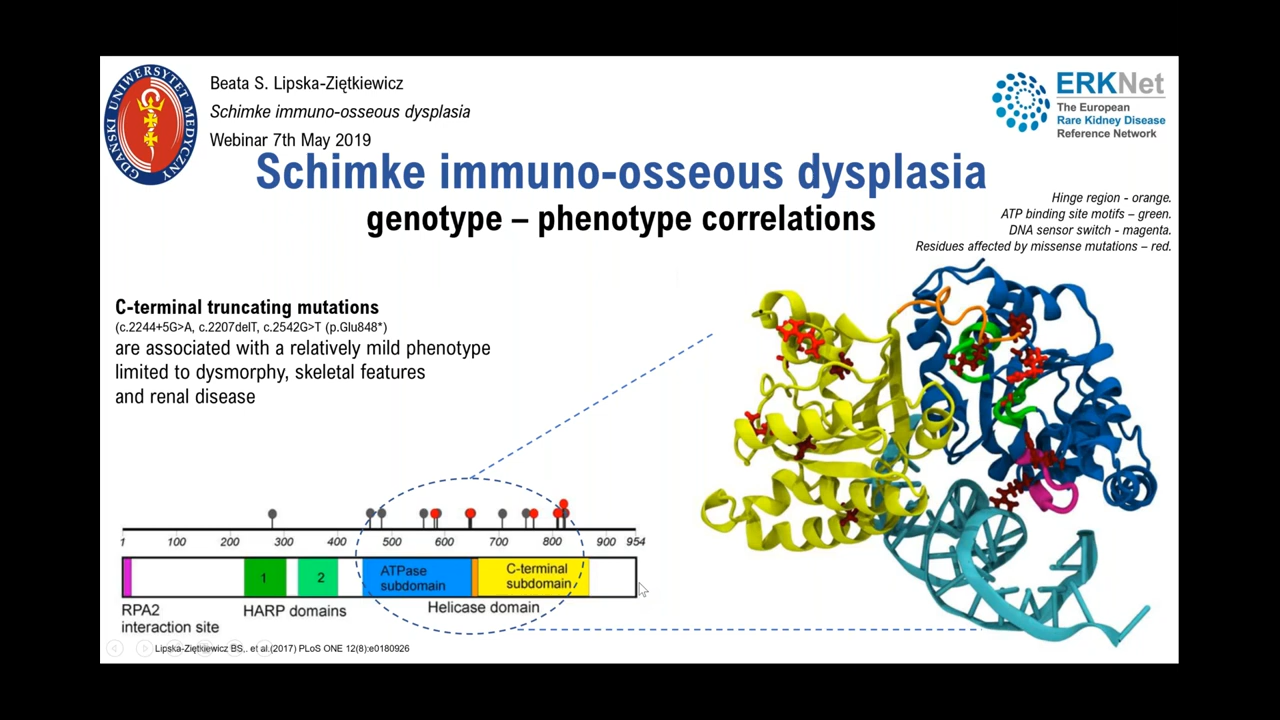 GDAŃSKI UNIWERSYTET MEDYCZNY
Beata S. Lipska-Ziętkiewicz
Schimke immuno-osseous dysplasia
Webinar 7th May 2019
ERKNet
The European
Rare Kidney Disease
Reference Network
Schimke immuno-osseous dysplasia
genotype – phenotype correlations
Hinge region - orange.
ATP binding site motifs – green.
DNA sensor switch - magenta.
Residues affected by missense mutations – red.
C-terminal truncating mutations
(c.2244+5G>A, c.2207delT, c.2542G>T (p.Glu848*)
are associated with a relatively mild phenotype
limited to dysmorphy, skeletal features
and renal disease
1 100 200 300 400 500 600 700 800 900 954
1 2 ATPase subdomain C-terminal subdomain
RPA2 interaction site
HARP domains
Helicase domain
Lipska-Ziętkiewicz BS,. et al.(2017) PLoS ONE 12(8):e0180926